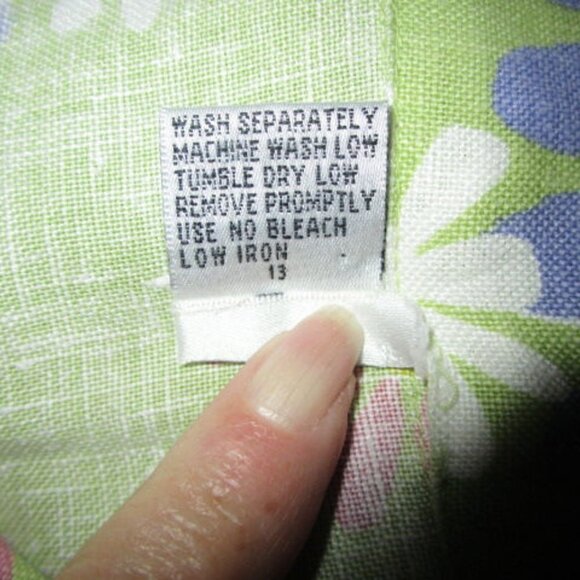 WASH SEPARATELY
MACHINE WASH LOW
TUMBLE DRY LOW
REMOVE PROMPTLY
USE NO BLEACH
LOW IRON
13